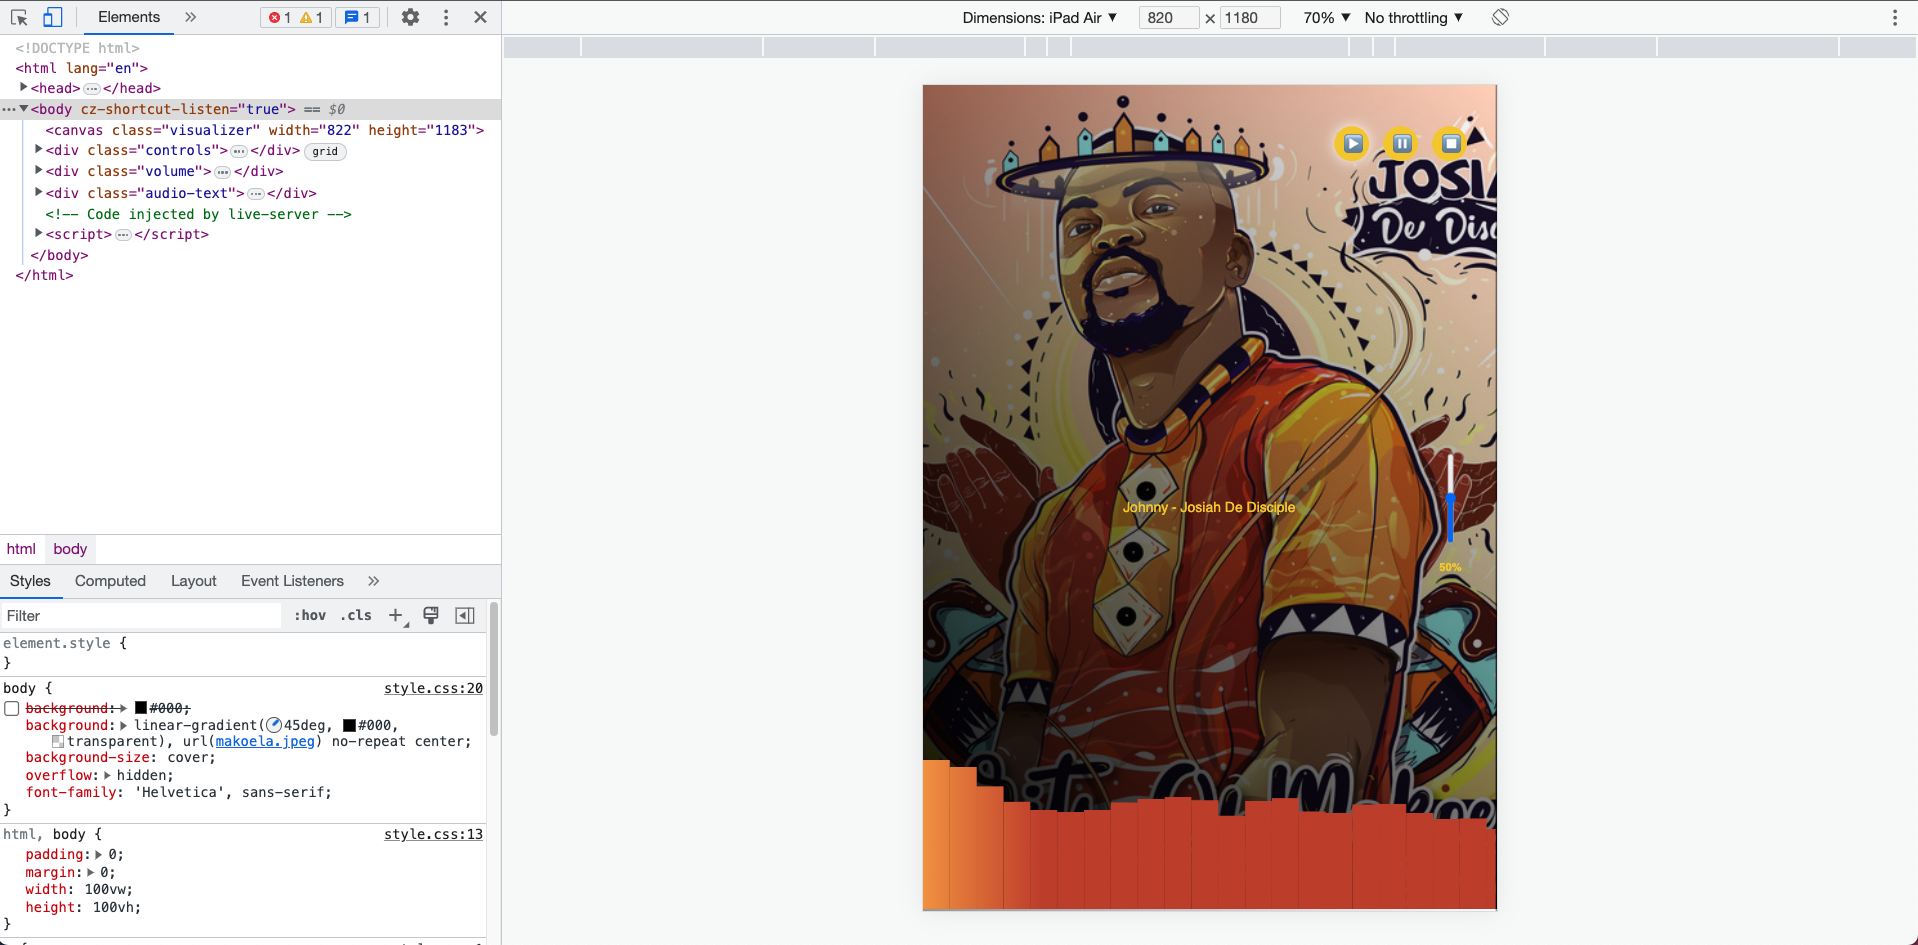 Elements
1
1
1
<!DOCTYPE html>
<html lang="en">
<head> ... </head>
<body cz-shortcut-listen="true"> == $0
<canvas class="visualizer" width="822" height="1183">
<div class="controls"> ... </div> grid
<div class="volume"> ... </div>
<div class="audio-text"> ... </div>
<!-- Code injected by live-server -->
<script> ... </script>
</body>
</html>
html body
Styles Computed Layout Event Listeners
Filter :hov .cls
element.style {
}
body { style.css:20
background: #000;
background: linear-gradient(45deg, #000,
transparent), url(makoela.jpeg) no-repeat center;
background-size: cover;
overflow: hidden;
font-family: 'Helvetica', sans-serif;
}
html, body { style.css:13
padding: 0;
margin: 0;
width: 100vw;
height: 100vh;
}
Dimensions: iPad Air 820 × 1180 70% No throttling
JOSIA
De Disc
Johnny - Josiah De Disciple
50%